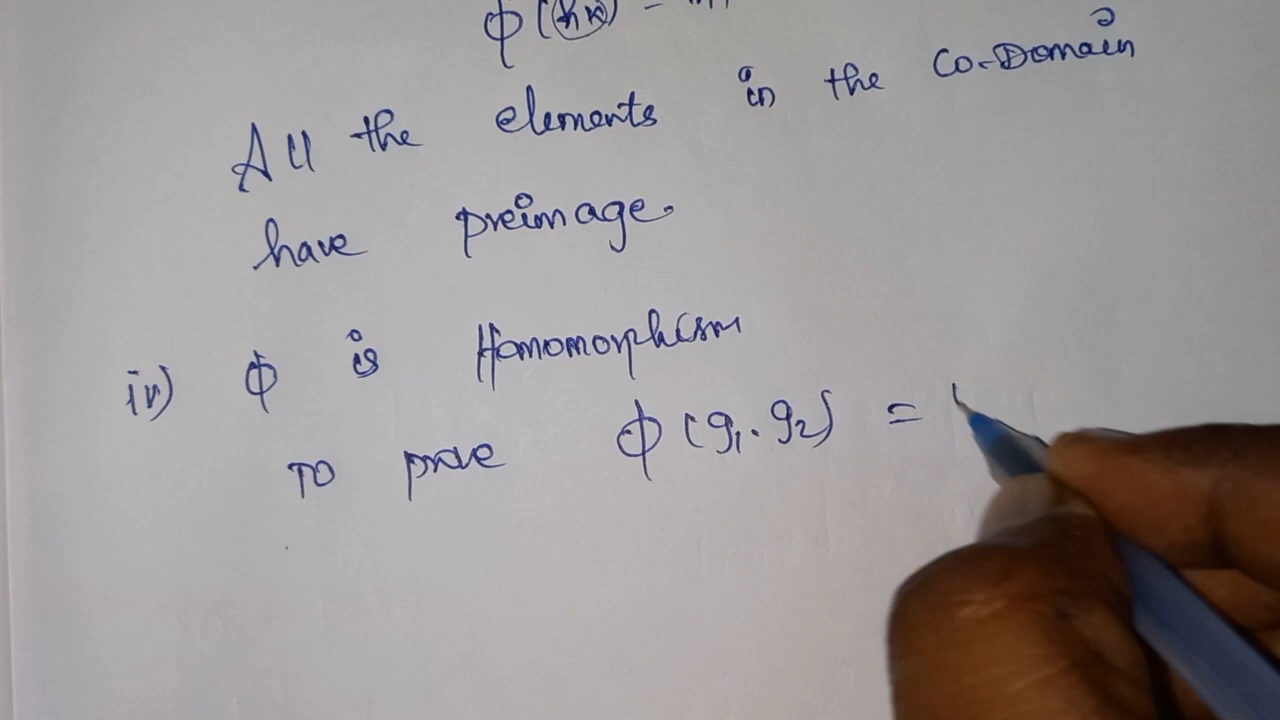 All the elements in the Co-Domain
have preimage.
iv) ϕ is Homomorphism
To prove ϕ(g₁.g₂) =